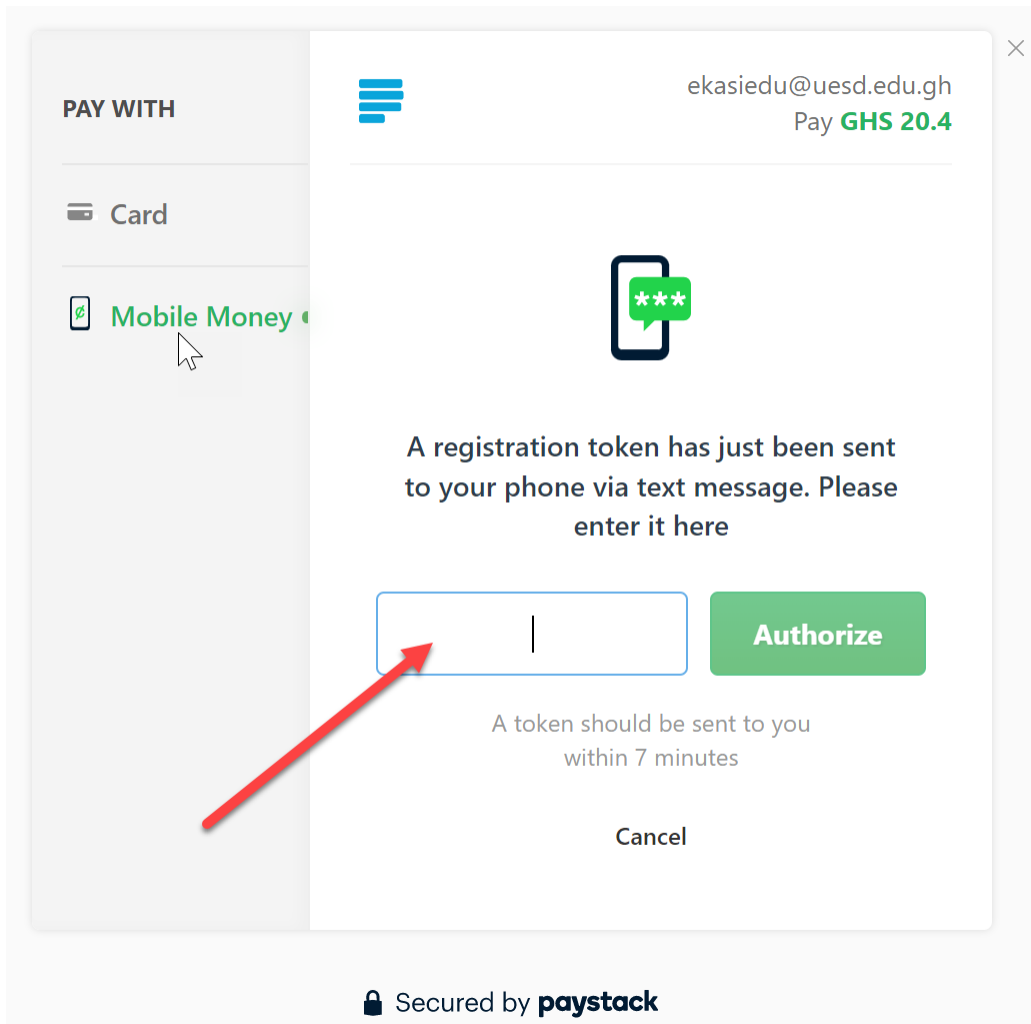 PAY WITH
Card
Mobile Money
ekasiedu@uesd.edu.gh
Pay GHS 20.4
***
A registration token has just been sent
to your phone via text message. Please
enter it here
Authorize
A token should be sent to you
within 7 minutes
Cancel
Secured by paystack